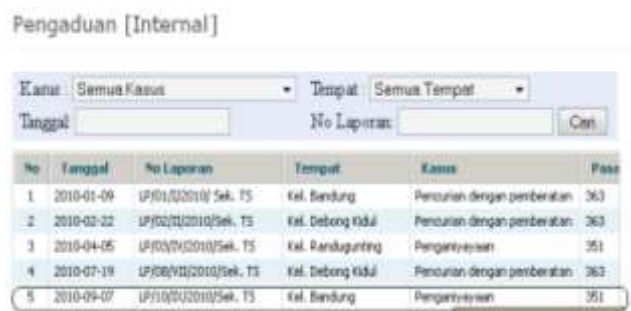 Pengaduan [Internal]
Kasus Semua Kasus Tempat Semua Tempat
Tanggal No Laporan Cari
No Tanggal No Laporan Tempat Kasus Pasa
1 2010-01-09 LP/01/I/2010/ Sek. TS Kel. Bandung Pencurian dengan pemberatan 363
2 2010-02-22 LP/02/II/2010/Sek. TS Kel. Debong Kidul Pencurian dengan pemberatan 363
3 2010-04-05 LP/03/IV/2010/Sek. TS Kel. Randugunting Penganiyayaan 351
4 2010-07-19 LP/08/VII/2010/Sek. TS Kel. Debong Kidul Pencurian dengan pemberatan 363
5 2010-09-07 LP/10/IX/2010/Sek. TS Kel. Bandung Penganiyayaan 351